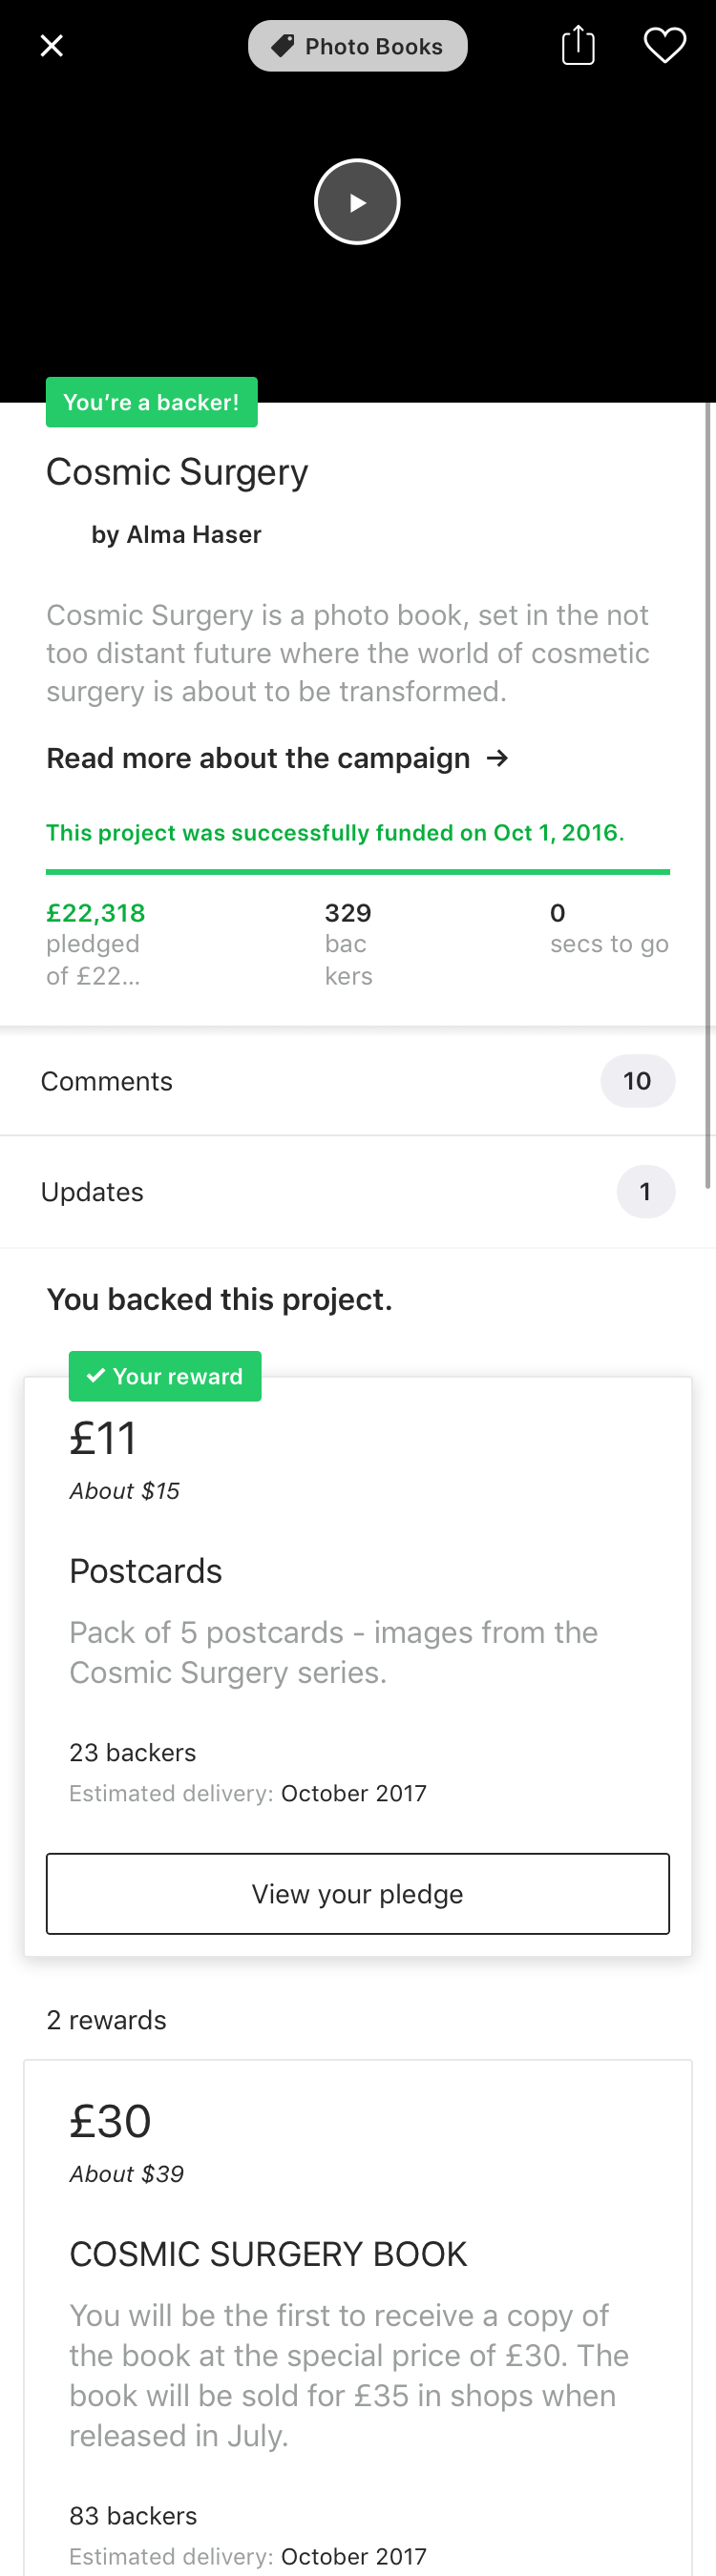 Photo Books
You’re a backer!
Cosmic Surgery
by Alma Haser
Cosmic Surgery is a photo book, set in the not
too distant future where the world of cosmetic
surgery is about to be transformed.
Read more about the campaign →
This project was successfully funded on Oct 1, 2016.
£22,318 329 0
pledged bac secs to go
of £22... kers
Comments 10
Updates 1
You backed this project.
✓ Your reward
£11
About $15
Postcards
Pack of 5 postcards - images from the
Cosmic Surgery series.
23 backers
Estimated delivery: October 2017
View your pledge
2 rewards
£30
About $39
COSMIC SURGERY BOOK
You will be the first to receive a copy of
the book at the special price of £30. The
book will be sold for £35 in shops when
released in July.
83 backers
Estimated delivery: October 2017